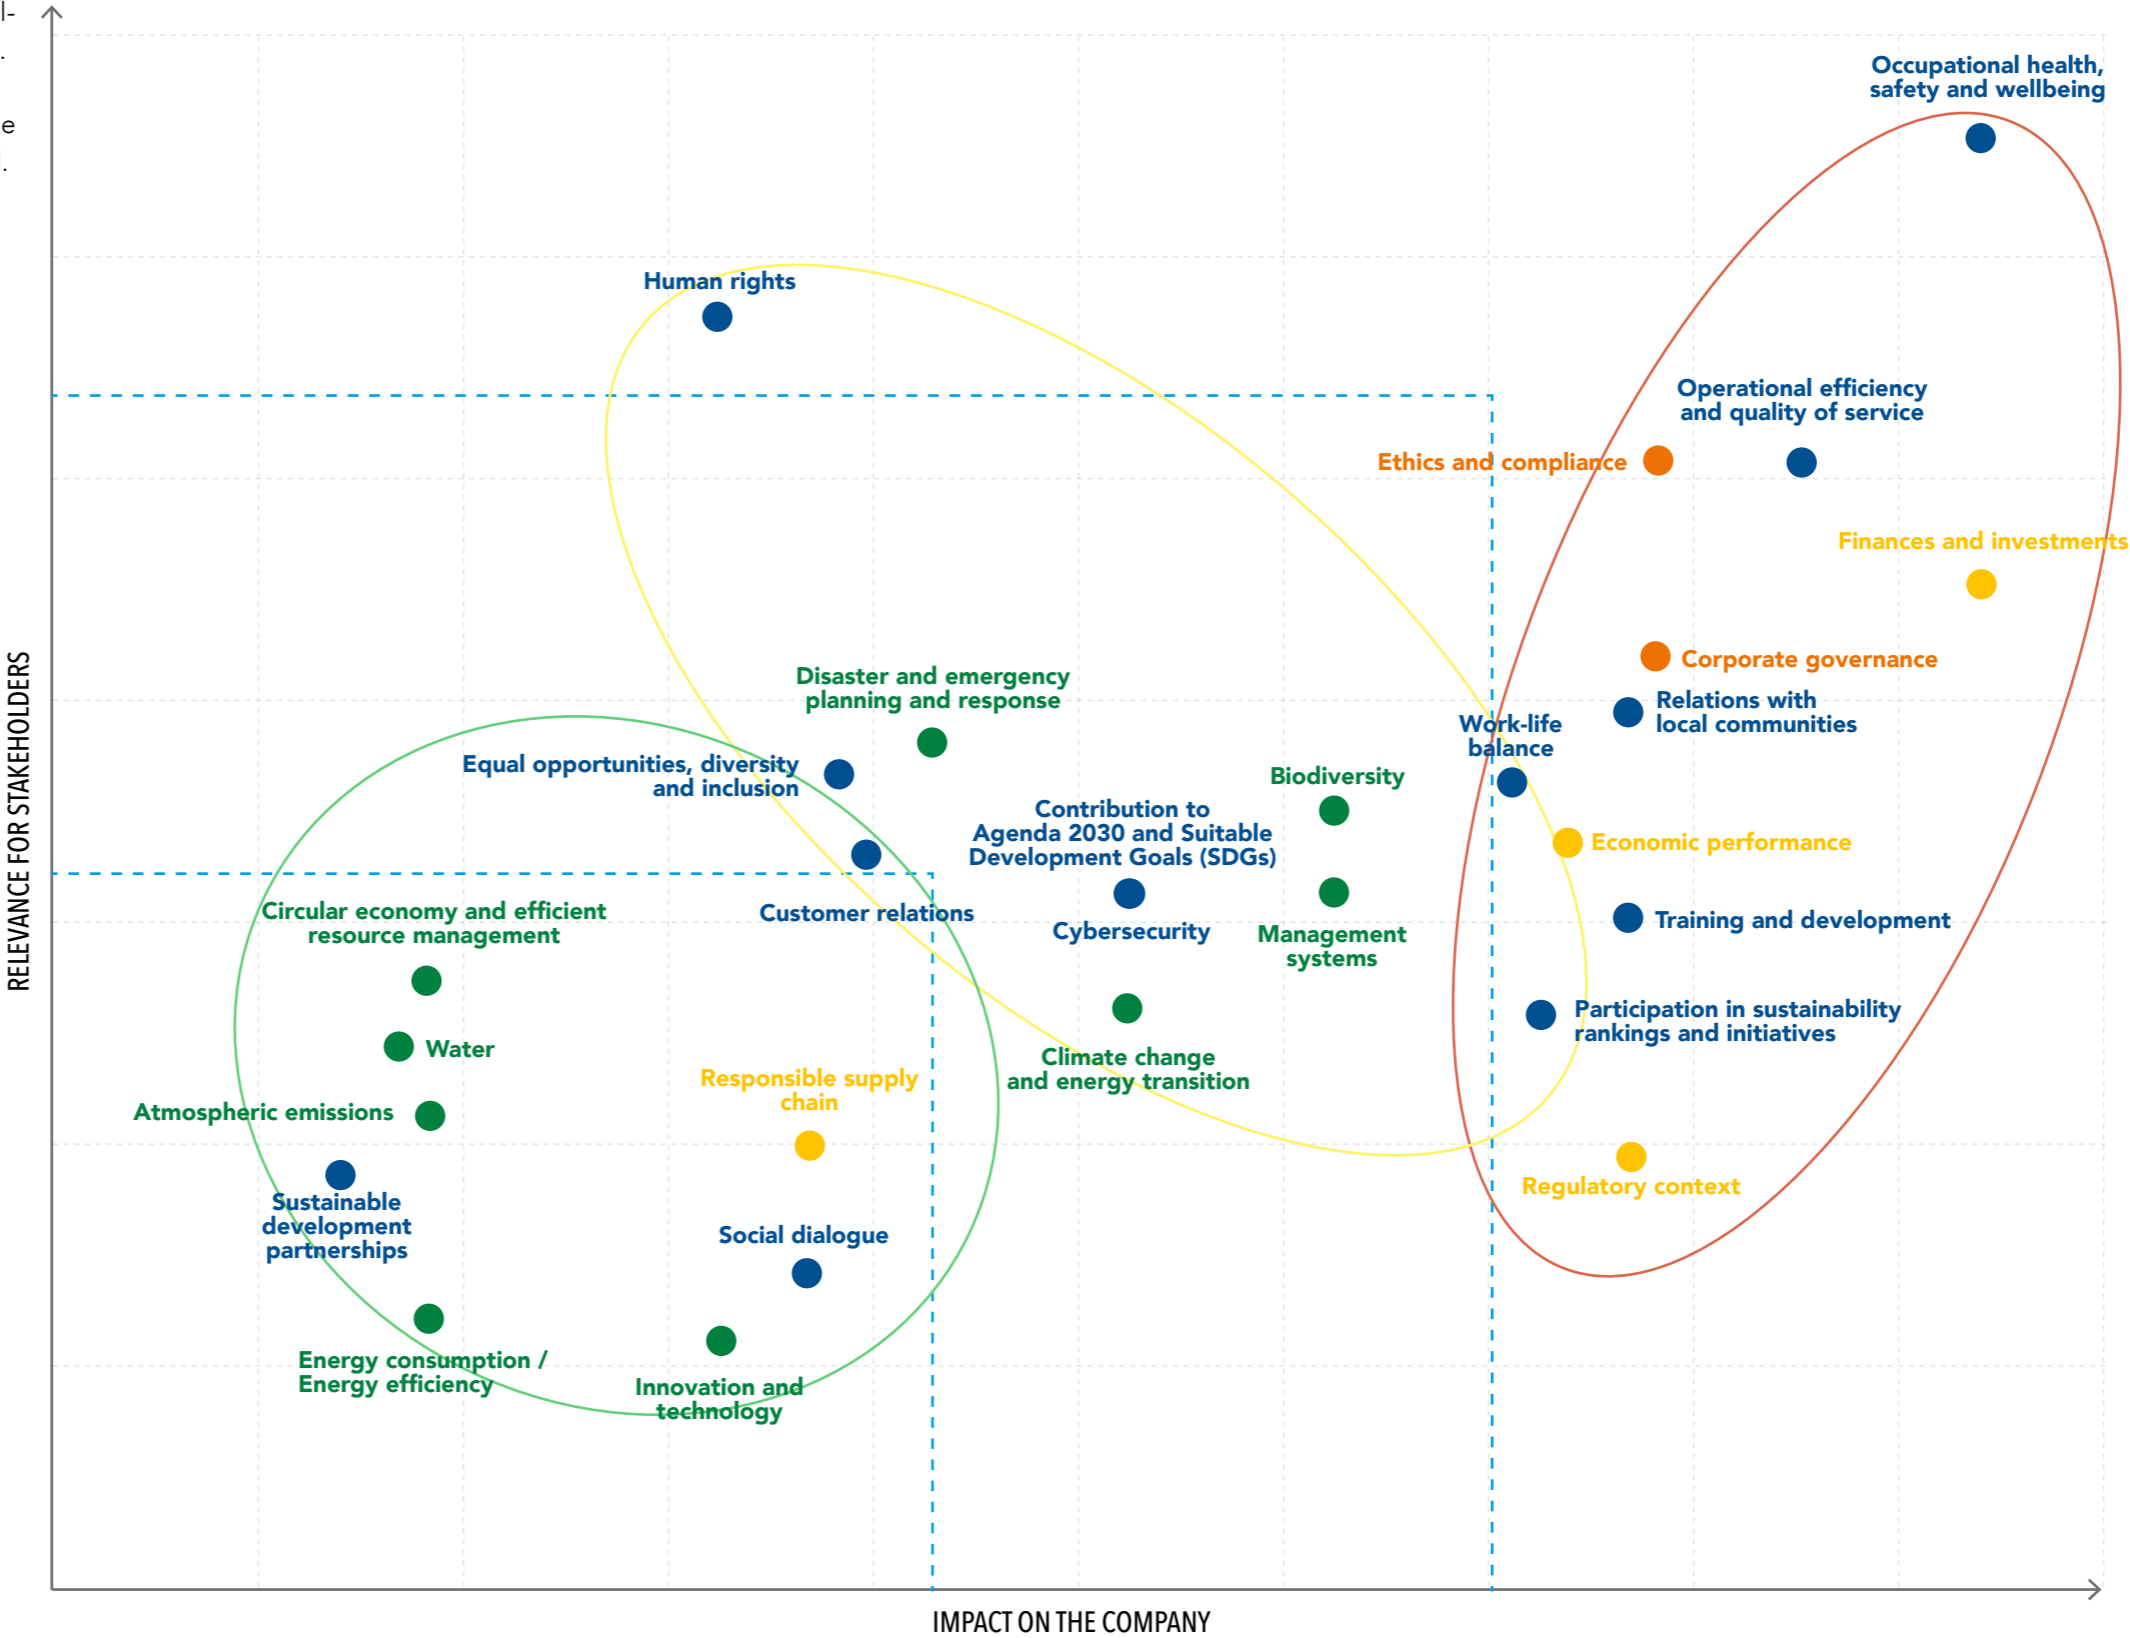 l-
.
e
.
Occupational health,
safety and wellbeing
Human rights
Operational efficiency
and quality of service
Ethics and compliance
Finances and investments
Corporate governance
Relations with
local communities
Disaster and emergency
planning and response
Work-life
balance
Equal opportunities, diversity
and inclusion
Biodiversity
Contribution to
Agenda 2030 and Suitable
Development Goals (SDGs)
Economic performance
Customer relations
Cybersecurity
Management
systems
Training and development
Circular economy and efficient
resource management
Participation in sustainability
rankings and initiatives
Water
Climate change
and energy transition
Responsible supply
chain
Atmospheric emissions
Regulatory context
Sustainable
development
partnerships
Social dialogue
Energy consumption /
Energy efficiency
Innovation and
technology
RELEVANCE FOR STAKEHOLDERS
IMPACT ON THE COMPANY